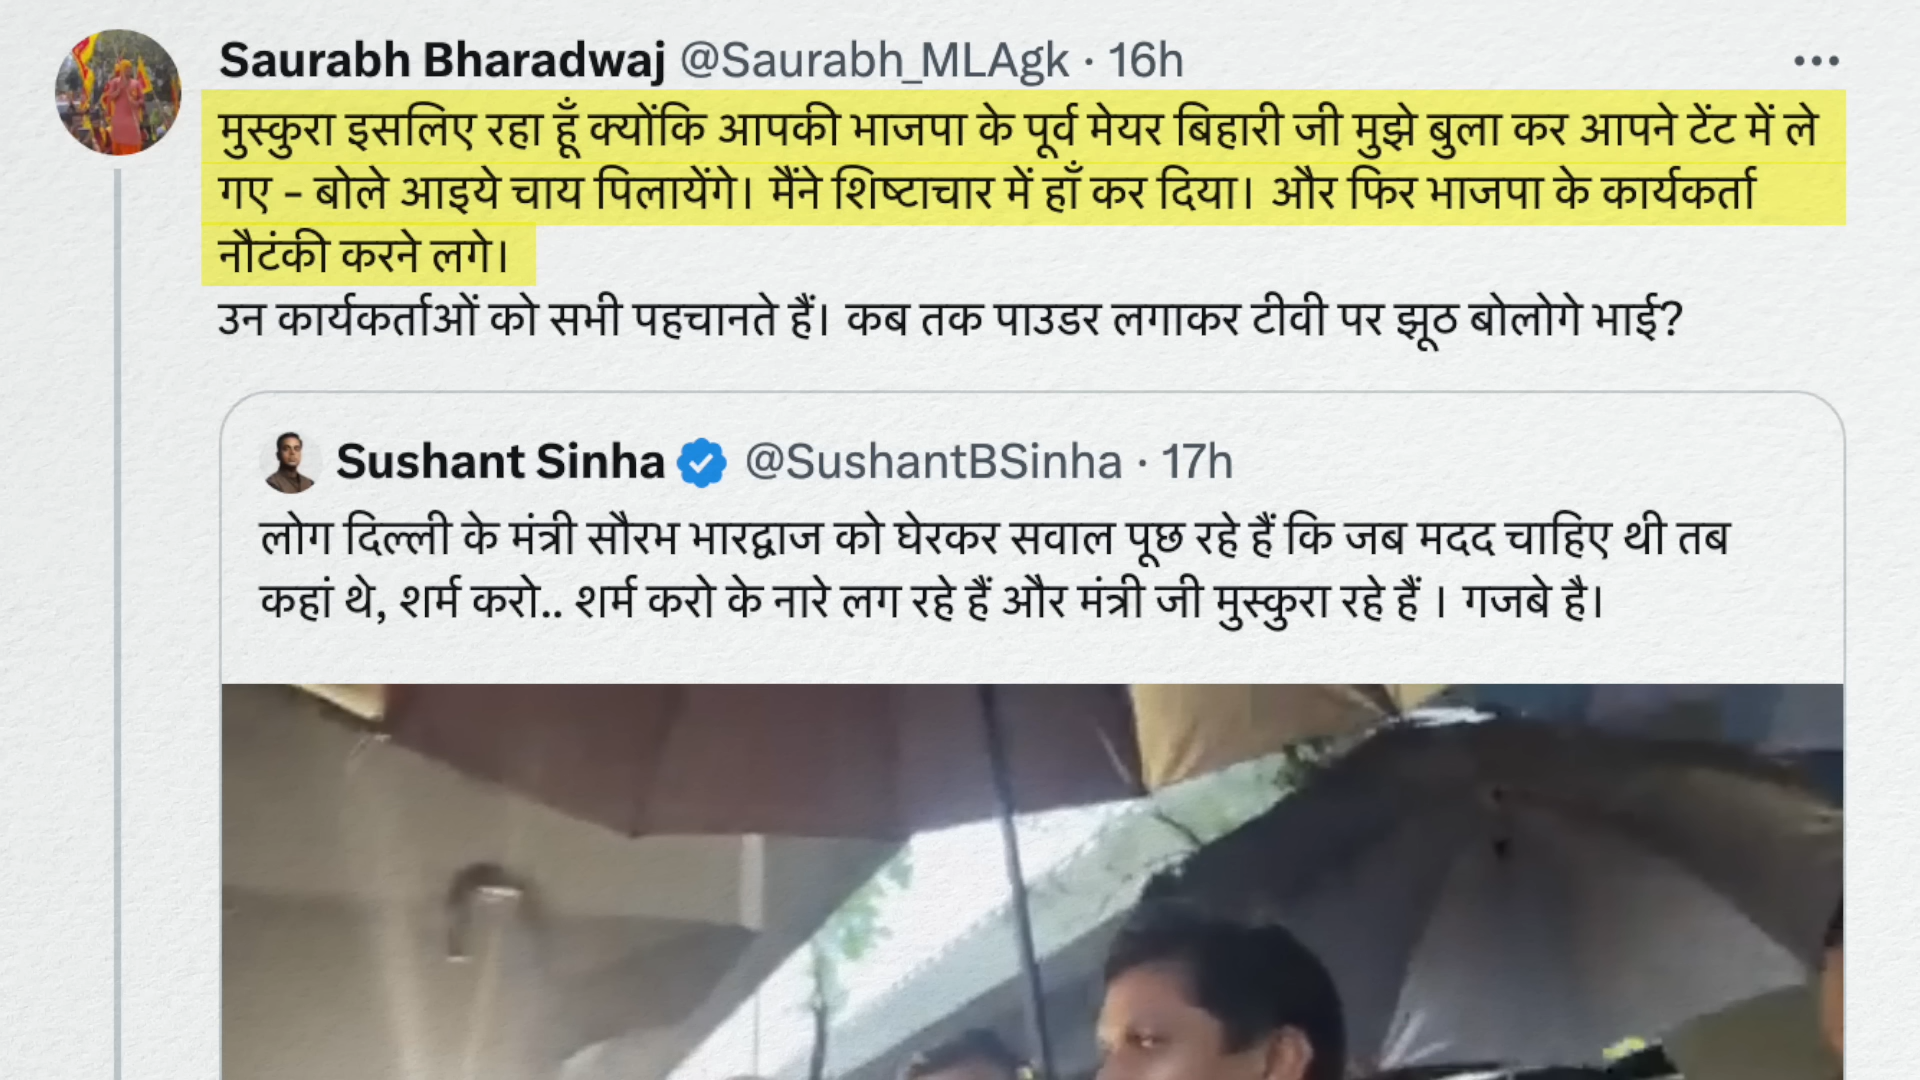 Saurabh Bharadwaj @Saurabh_MLAgk · 16h
मुस्कुरा इसलिए रहा हूँ क्योंकि आपकी भाजपा के पूर्व मेयर बिहारी जी मुझे बुला कर आपने टेंट में ले
गए - बोले आइये चाय पिलायेंगे। मैंने शिष्टाचार में हाँ कर दिया। और फिर भाजपा के कार्यकर्ता
नौटंकी करने लगे।
उन कार्यकर्ताओं को सभी पहचानते हैं। कब तक पाउडर लगाकर टीवी पर झूठ बोलोगे भाई?
Sushant Sinha @SushantBSinha · 17h
लोग दिल्ली के मंत्री सौरभ भारद्वाज को घेरकर सवाल पूछ रहे हैं कि जब मदद चाहिए थी तब
कहां थे, शर्म करो.. शर्म करो के नारे लग रहे हैं और मंत्री जी मुस्कुरा रहे हैं । गजबे है।